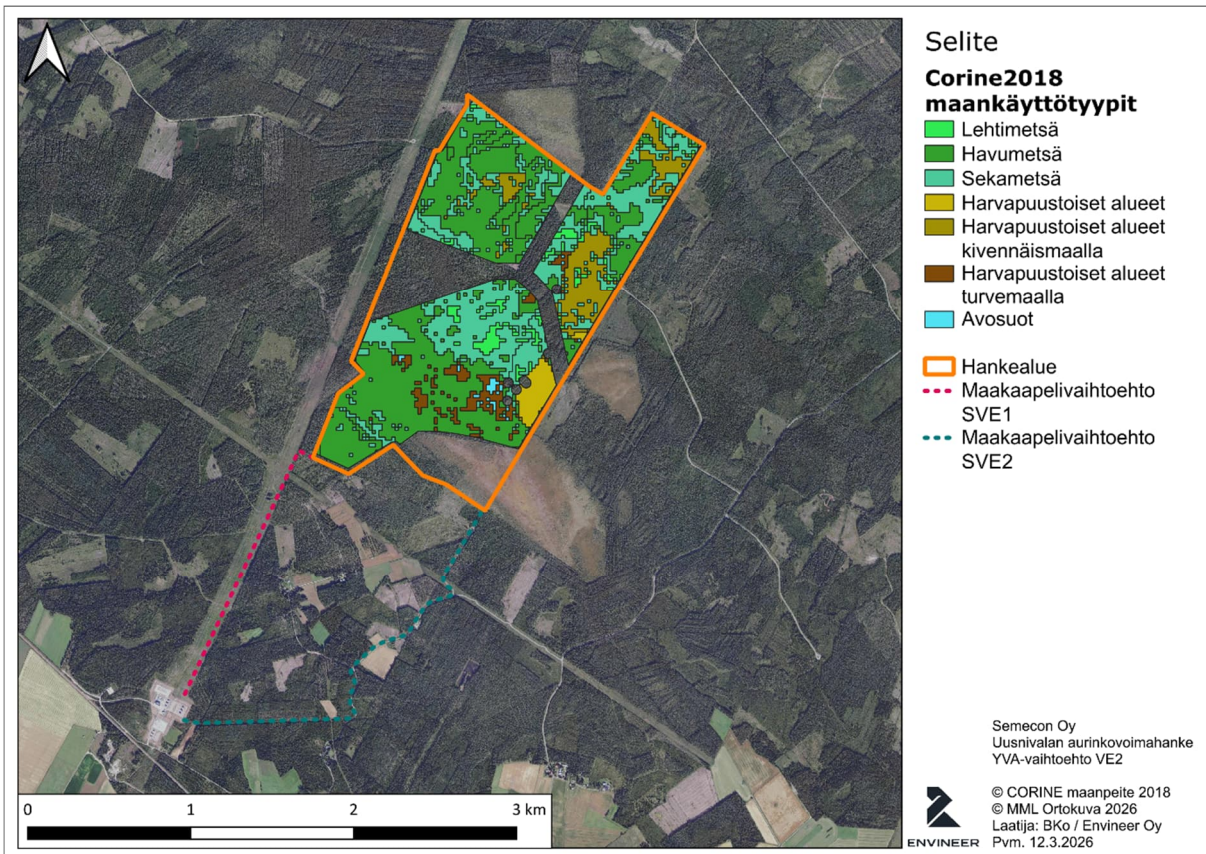 Selite
Corine2018
maankäyttötyypit
Lehtimetsä
Havumetsä
Sekametsä
Harvapuustoiset alueet
Harvapuustoiset alueet
kivennäismaalla
Harvapuustoiset alueet
turvemaalla
Avosuot
Hankealue
Maakaapelivaihtoehto
SVE1
Maakaapelivaihtoehto
SVE2
0 1 2 3 km
Semecon Oy
Uusnivalan aurinkovoimahanke
YVA-vaihtoehto VE2
© CORINE maanpeite 2018
© MML Ortokuva 2026
Laatija: BKo / Envineer Oy
Pvm. 12.3.2026
ENVINEER